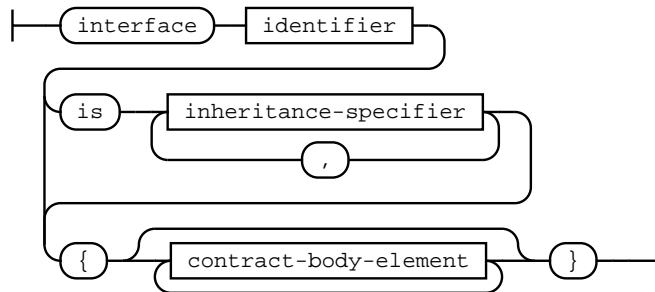 interface identifier
is inheritance-specifier
,
{ contract-body-element }